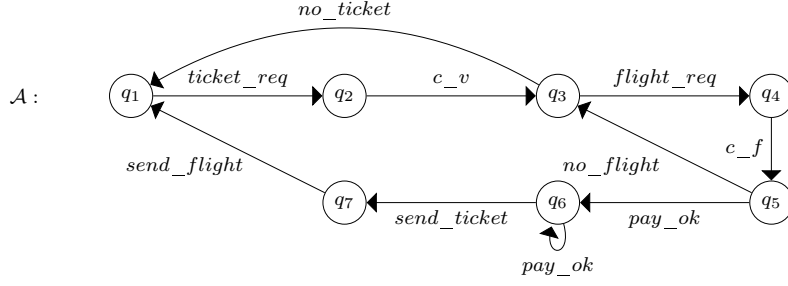 no_ticket
𝒜 : q1 ticket_req q2 c_v q3 flight_req q4
c_f
send_flight no_flight
q7 send_ticket q6 pay_ok q5
pay_ok